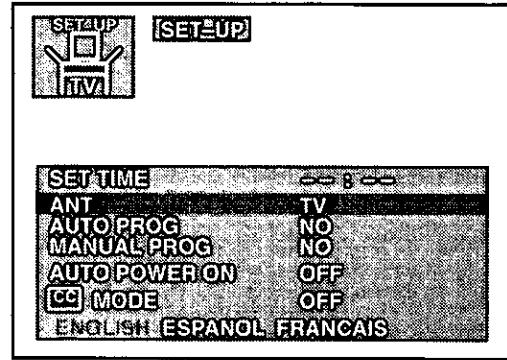 SET-UP [SET-UP]
TV
SET TIME -- : --
ANT TV
AUTO PROG NO
MANUAL PROG NO
AUTO POWER ON OFF
CC MODE OFF
ENGLISH ESPANOL FRANCAIS